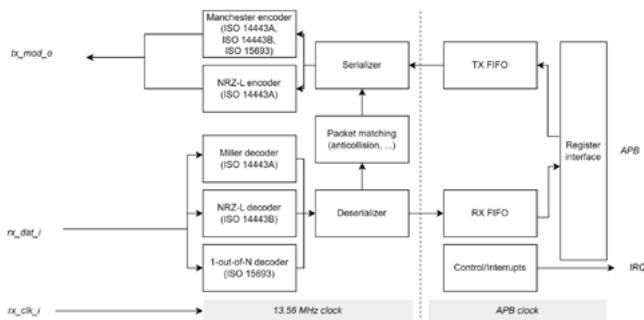 Manchester encoder
(ISO 14443A,
ISO 14443B,
ISO 15693)
tx_mod_o
Serializer
TX FIFO
NRZ-L encoder
(ISO 14443A)
Packet matching
(anticollision, ...)
Register
interface
APB
Miller decoder
(ISO 14443A)
NRZ-L decoder
(ISO 14443B)
Deserializer
RX FIFO
rx_dat_i
1-out-of-N decoder
(ISO 15693)
Control/Interrupts
IRQ
rx_clk_i
13.56 MHz clock
APB clock